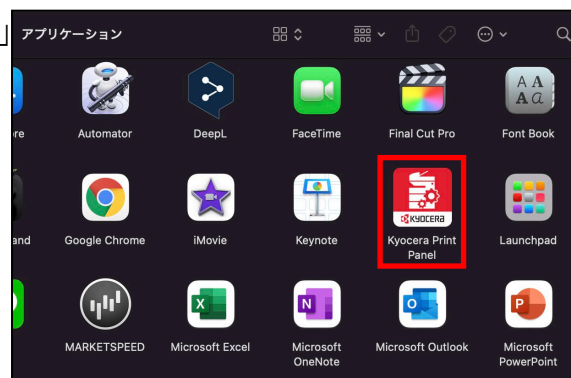 アプリケーション
re
Automator
DeepL
FaceTime
Final Cut Pro
Font Book
and
Google Chrome
iMovie
Keynote
KYOCERA
Kyocera Print
Panel
Launchpad
MARKETSPEED
Microsoft Excel
Microsoft
OneNote
Microsoft Outlook
Microsoft
PowerPoint